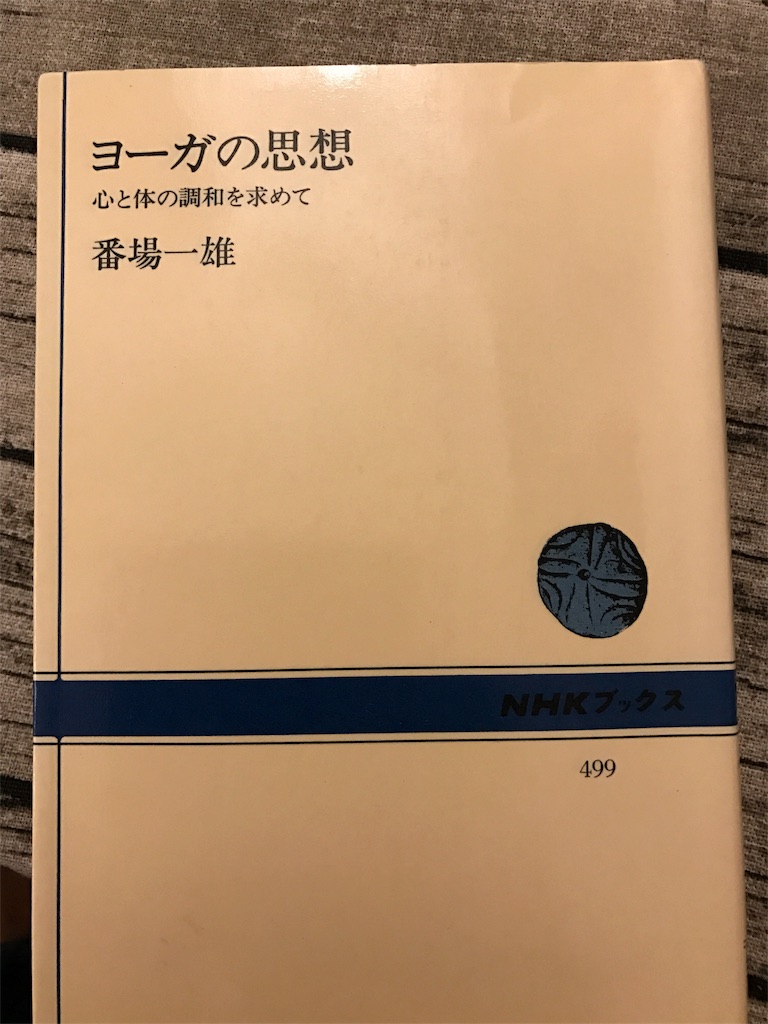 ヨーガの思想
心と体の調和を求めて
番場一雄
NHKブックス
499